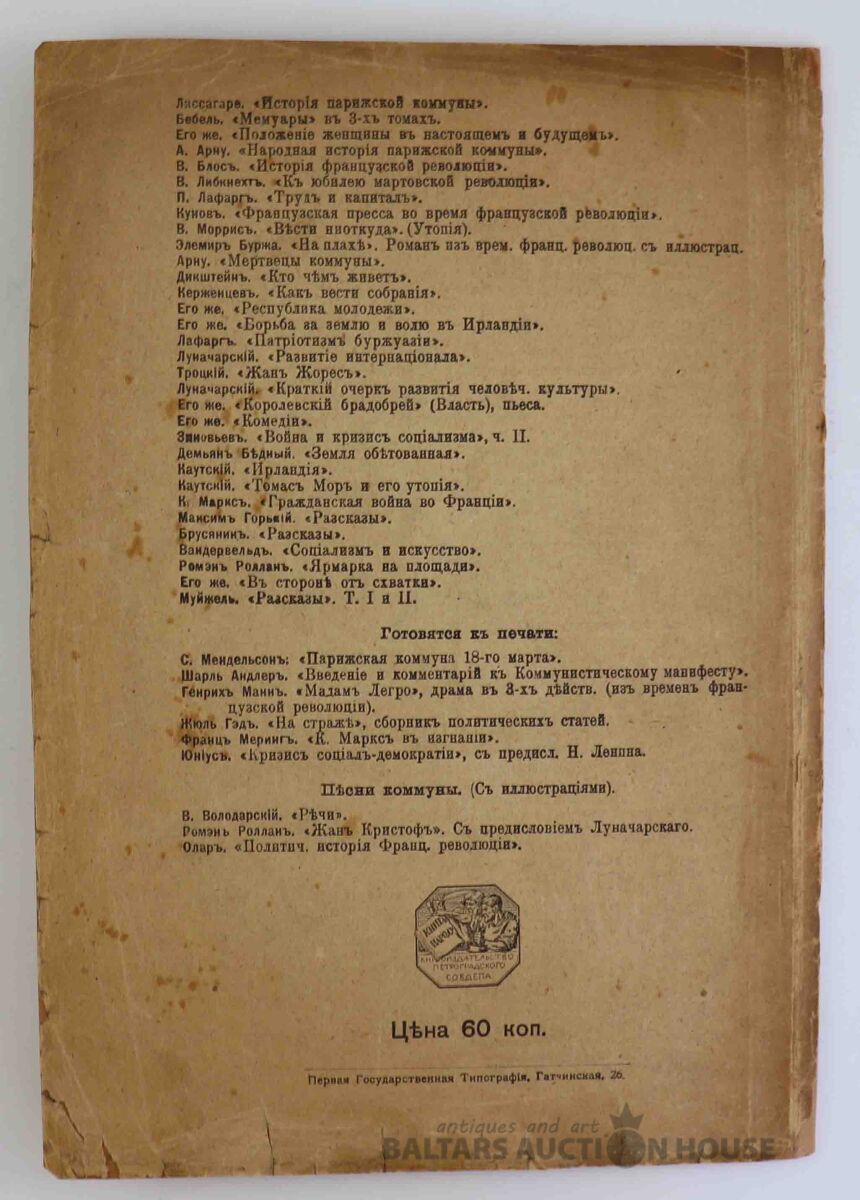 Лиссагаре. «Исторія парижской коммуны».
Бебель. «Мемуары» въ 3-хъ томахъ.
Его же. «Положеніе женщины въ настоящемъ и будущемъ».
А. Арну. «Народная исторія парижской коммуны».
В. Блосъ. «Исторія французской революціи».
В. Либкнехтъ. «Къ юбилею мартовской революціи».
П. Лафаргъ. «Трудъ и капиталъ».
Куновъ. «Французская пресса во время французской революціи».
В. Моррисъ. «Вѣсти ниоткуда». (Утопія).
Элемиръ Буржа. «На плахѣ». Романъ изъ врем. франц. революц. съ иллюстрац.
Арну. «Мертвецы коммуны».
Дикштейнъ. «Кто чѣмъ живетъ».
Керженцевъ. «Какъ вести собранія».
Его же. «Республика молодежи».
Его же. «Борьба за землю и волю въ Ирландіи».
Лафаргъ. «Патріотизмъ буржуазіи».
Луначарскій. «Развитіе интернаціонала».
Троцкій. «Жанъ Жоресъ».
Луначарскій. «Краткій очеркъ развитія человѣч. культуры».
Его же. «Королевскій брадобрей» (Власть), пьеса.
Его же. «Комедіи».
Зиновьевъ. «Война и кризисъ соціализма», ч. II.
Демьянъ Бѣдный. «Земля обѣтованная».
Каутскій. «Ирландія».
Каутскій. «Томасъ Моръ и его утопія».
К. Марксъ. «Гражданская война во Франціи».
Максимъ Горькій. «Разсказы».
Брусянинъ. «Разсказы».
Вандервельдъ. «Соціализмъ и искусство».
Ромэнъ Ролланъ. «Ярмарка на площади».
Его же. «Въ сторонѣ отъ схватки».
Муйжель. «Разсказы». Т. I и II.
Готовятся къ печати:
С. Мендельсонъ: «Парижская коммуна 18-го марта».
Шарль Андлеръ. «Введеніе и комментарій къ Коммунистическому манифесту».
Генрихъ Маннъ. «Мадамъ Легро», драма въ 3-хъ дѣйств. (изъ временъ фран-
цузской революціи).
Жюль Гэдъ. «На стражѣ», сборникъ политическихъ статей.
Францъ Мерингъ. «К. Марксъ въ изгнаніи».
Юніусъ. «Кризисъ соціалъ-демократіи», съ предисл. Н. Ленина.
Пѣсни коммуны. (Съ иллюстраціями).
В. Володарскій. «Рѣчи».
Ромэнъ Ролланъ. «Жанъ Кристофъ». Съ предисловіемъ Луначарскаго.
Оларъ. «Политич. исторія Франц. революціи».
КНИГА
НАРОДУ
КНИГОИЗДАТЕЛЬСТВО
ПЕТРОГРАДСКОГО
СОВДЕПА
Цѣна 60 коп.
Первая Государственная Типографія, Гатчинская, 26.
antiques and art
BALTARS AUCTION HOUSE